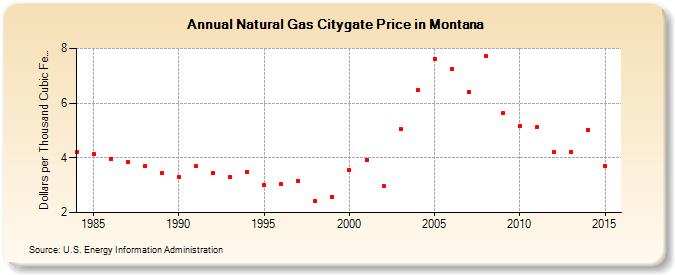 Annual Natural Gas Citygate Price in Montana
Dollars per Thousand Cubic Fe...
8
6
4
2
1985 1990 1995 2000 2005 2010 2015
Source: U.S. Energy Information Administration